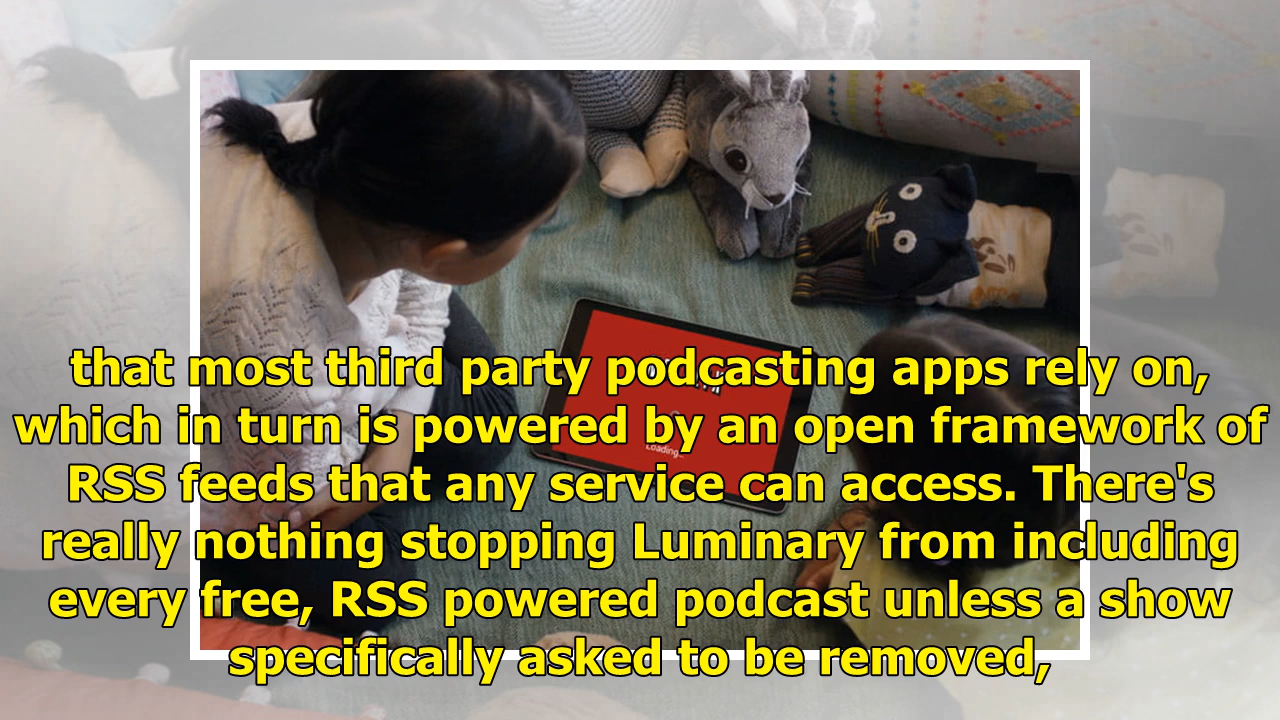 that most third party podcasting apps rely on,
which in turn is powered by an open framework of
RSS feeds that any service can access. There's
really nothing stopping Luminary from including
every free, RSS powered podcast unless a show
specifically asked to be removed,
Loading...